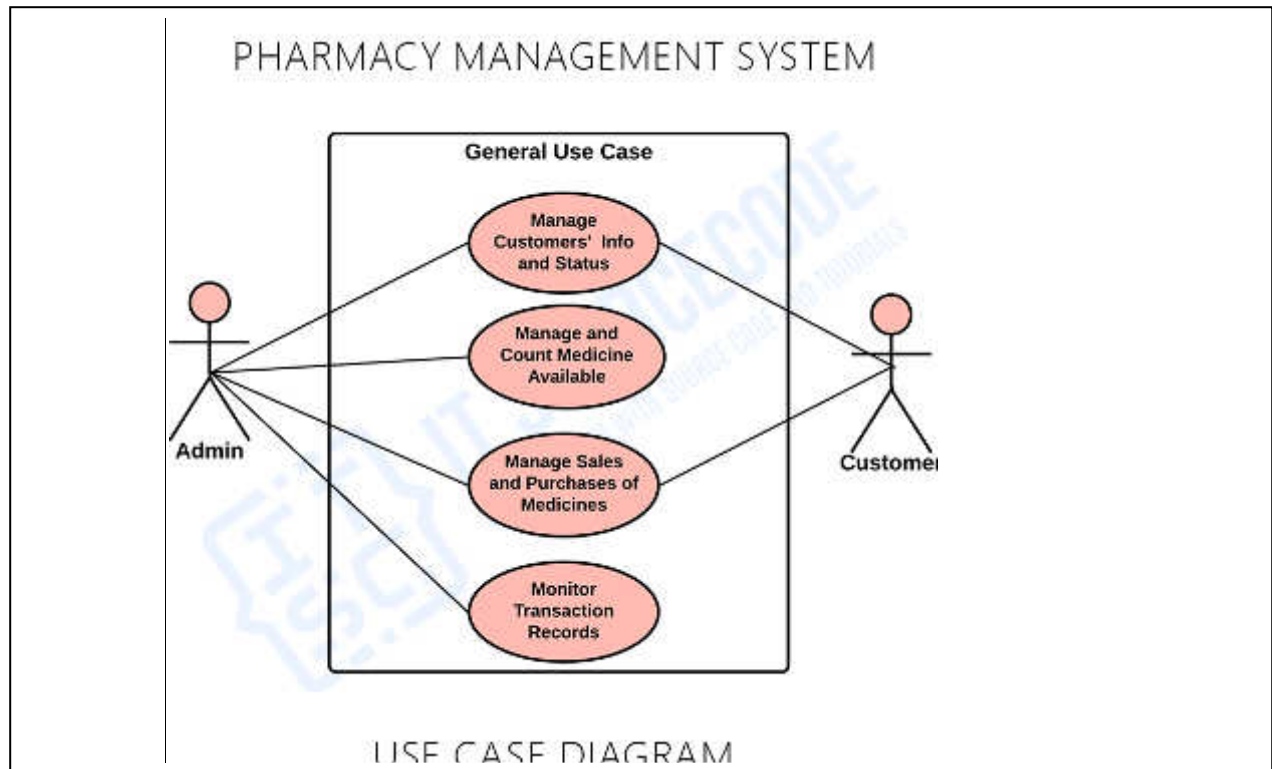 PHARMACY MANAGEMENT SYSTEM
General Use Case
Manage
Customers' Info
and Status
Manage and
Count Medicine
Available
Admin
Customer
Manage Sales
and Purchases of
Medicines
Monitor
Transaction
Records
USE CASE DIAGRAM